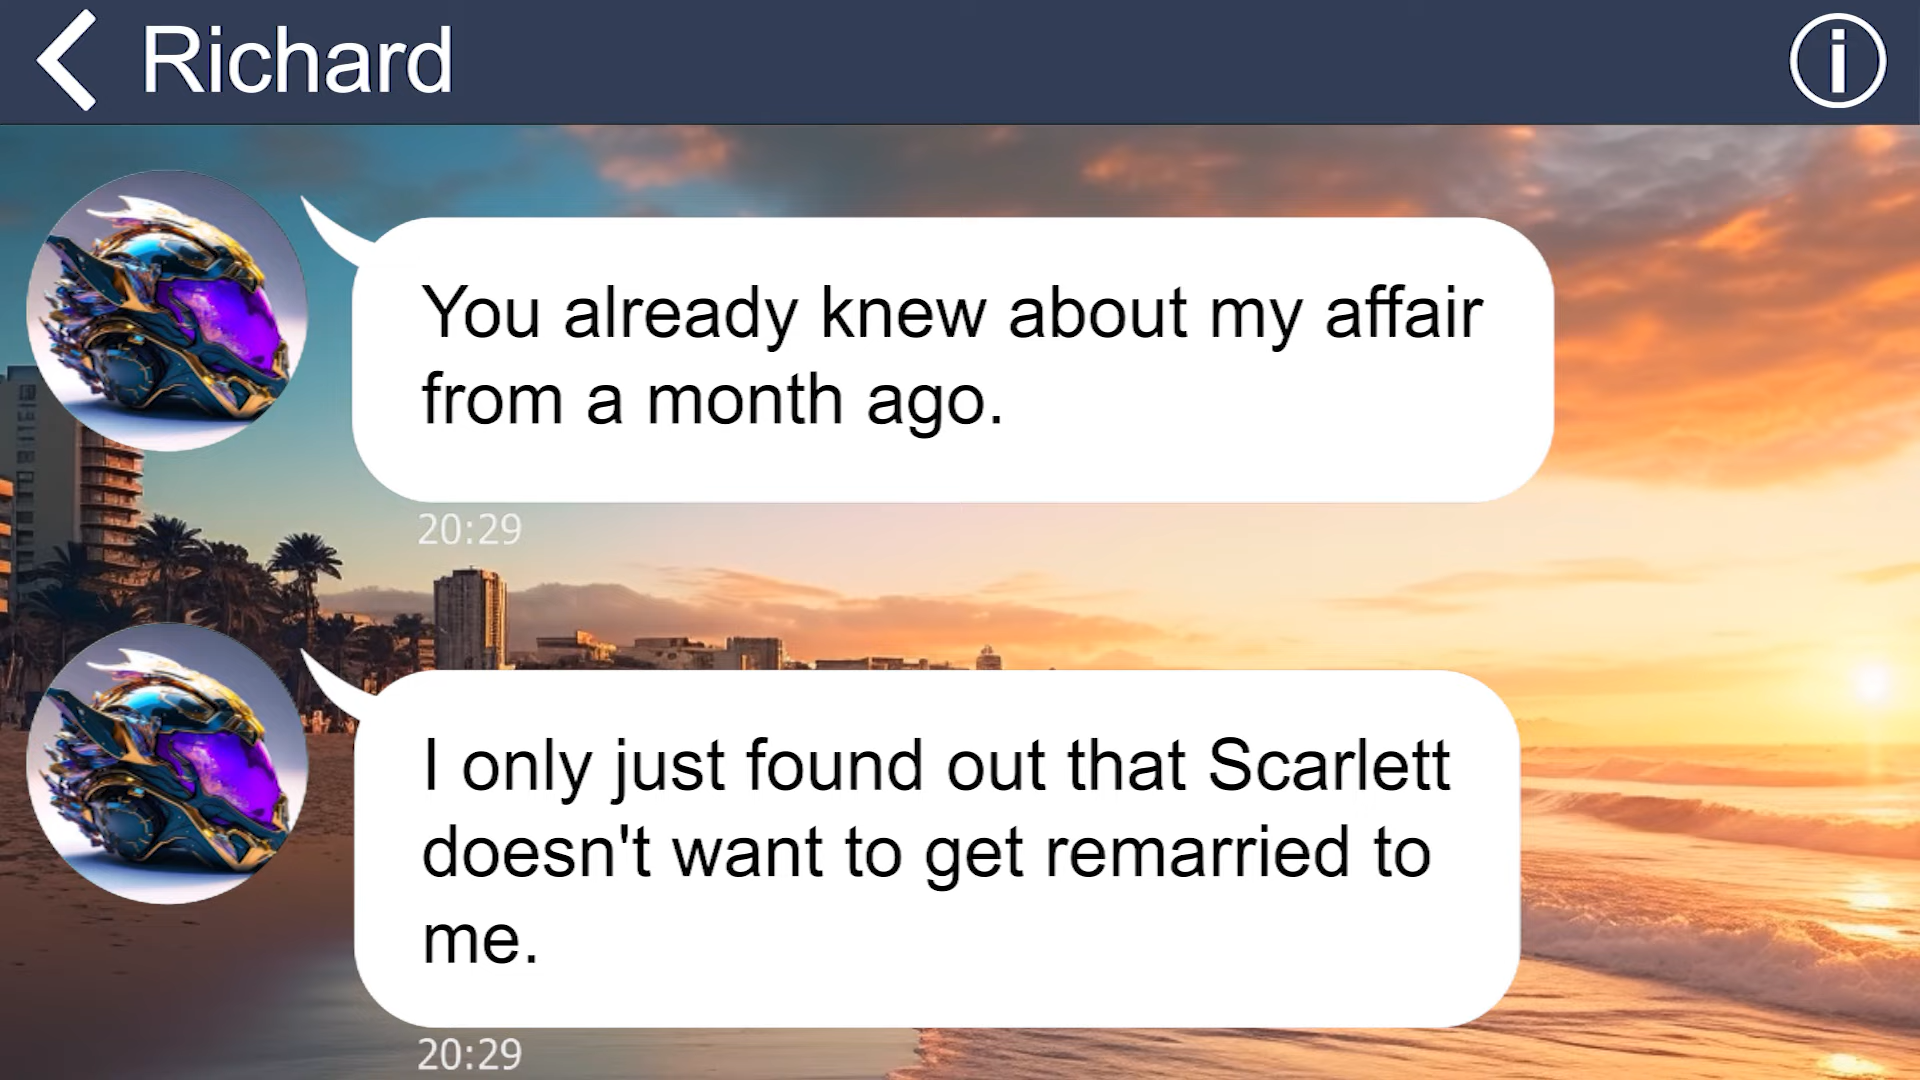 Richard
You already knew about my affair
from a month ago.
20:29
I only just found out that Scarlett
doesn't want to get remarried to
me.
20:29